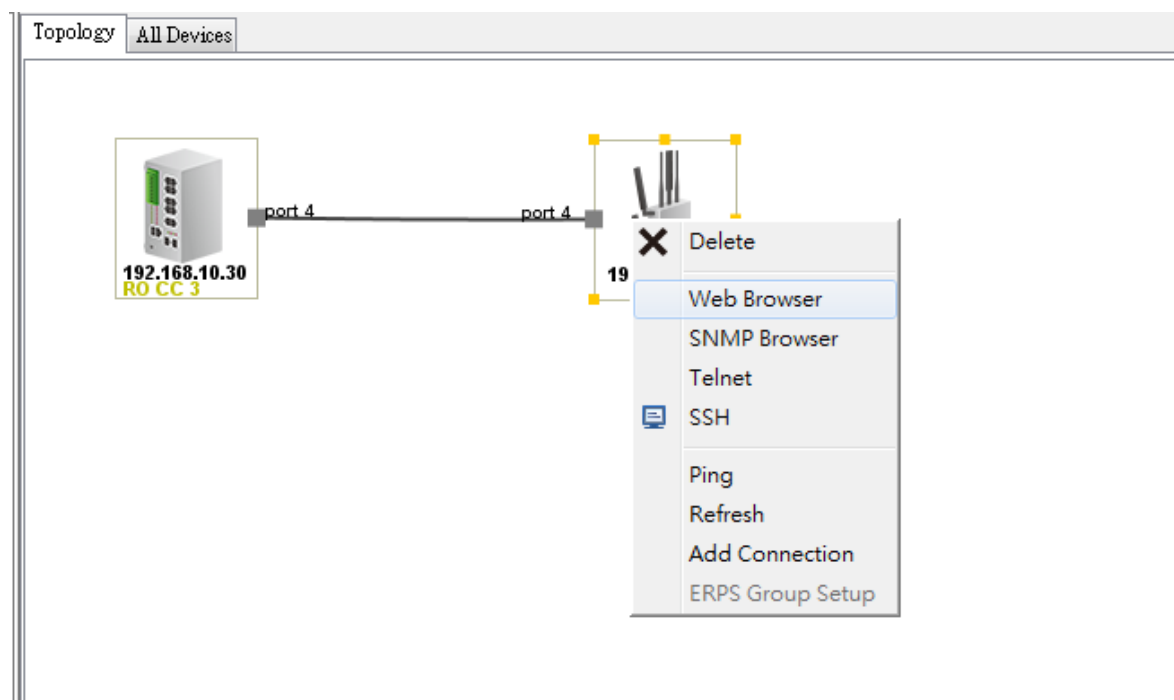 Topology
All Devices
port 4
port 4
192.168.10.30
RO CC 3
19
Delete
Web Browser
SNMP Browser
Telnet
SSH
Ping
Refresh
Add Connection
ERPS Group Setup